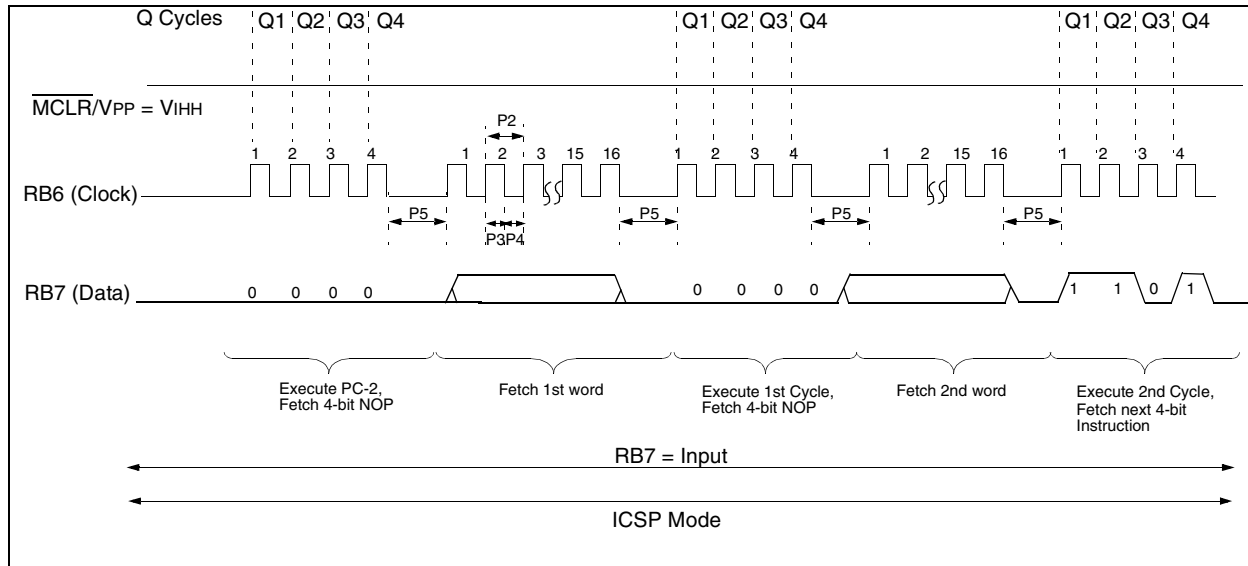 Q Cycles Q1 Q2 Q3 Q4 Q1 Q2 Q3 Q4 Q1 Q2 Q3 Q4
MCLR/VPP = VIHH
P2
1 2 3 4 1 2 3 15 16 1 2 3 4 1 2 15 16 1 2 3 4
RB6 (Clock)
P5 P5 P5 P5
P3 P4
RB7 (Data)
0 0 0 0 0 0 0 0 1 1 0 1
Execute PC-2,
Fetch 4-bit NOP
Fetch 1st word
Execute 1st Cycle,
Fetch 4-bit NOP
Fetch 2nd word
Execute 2nd Cycle,
Fetch next 4-bit
Instruction
RB7 = Input
ICSP Mode